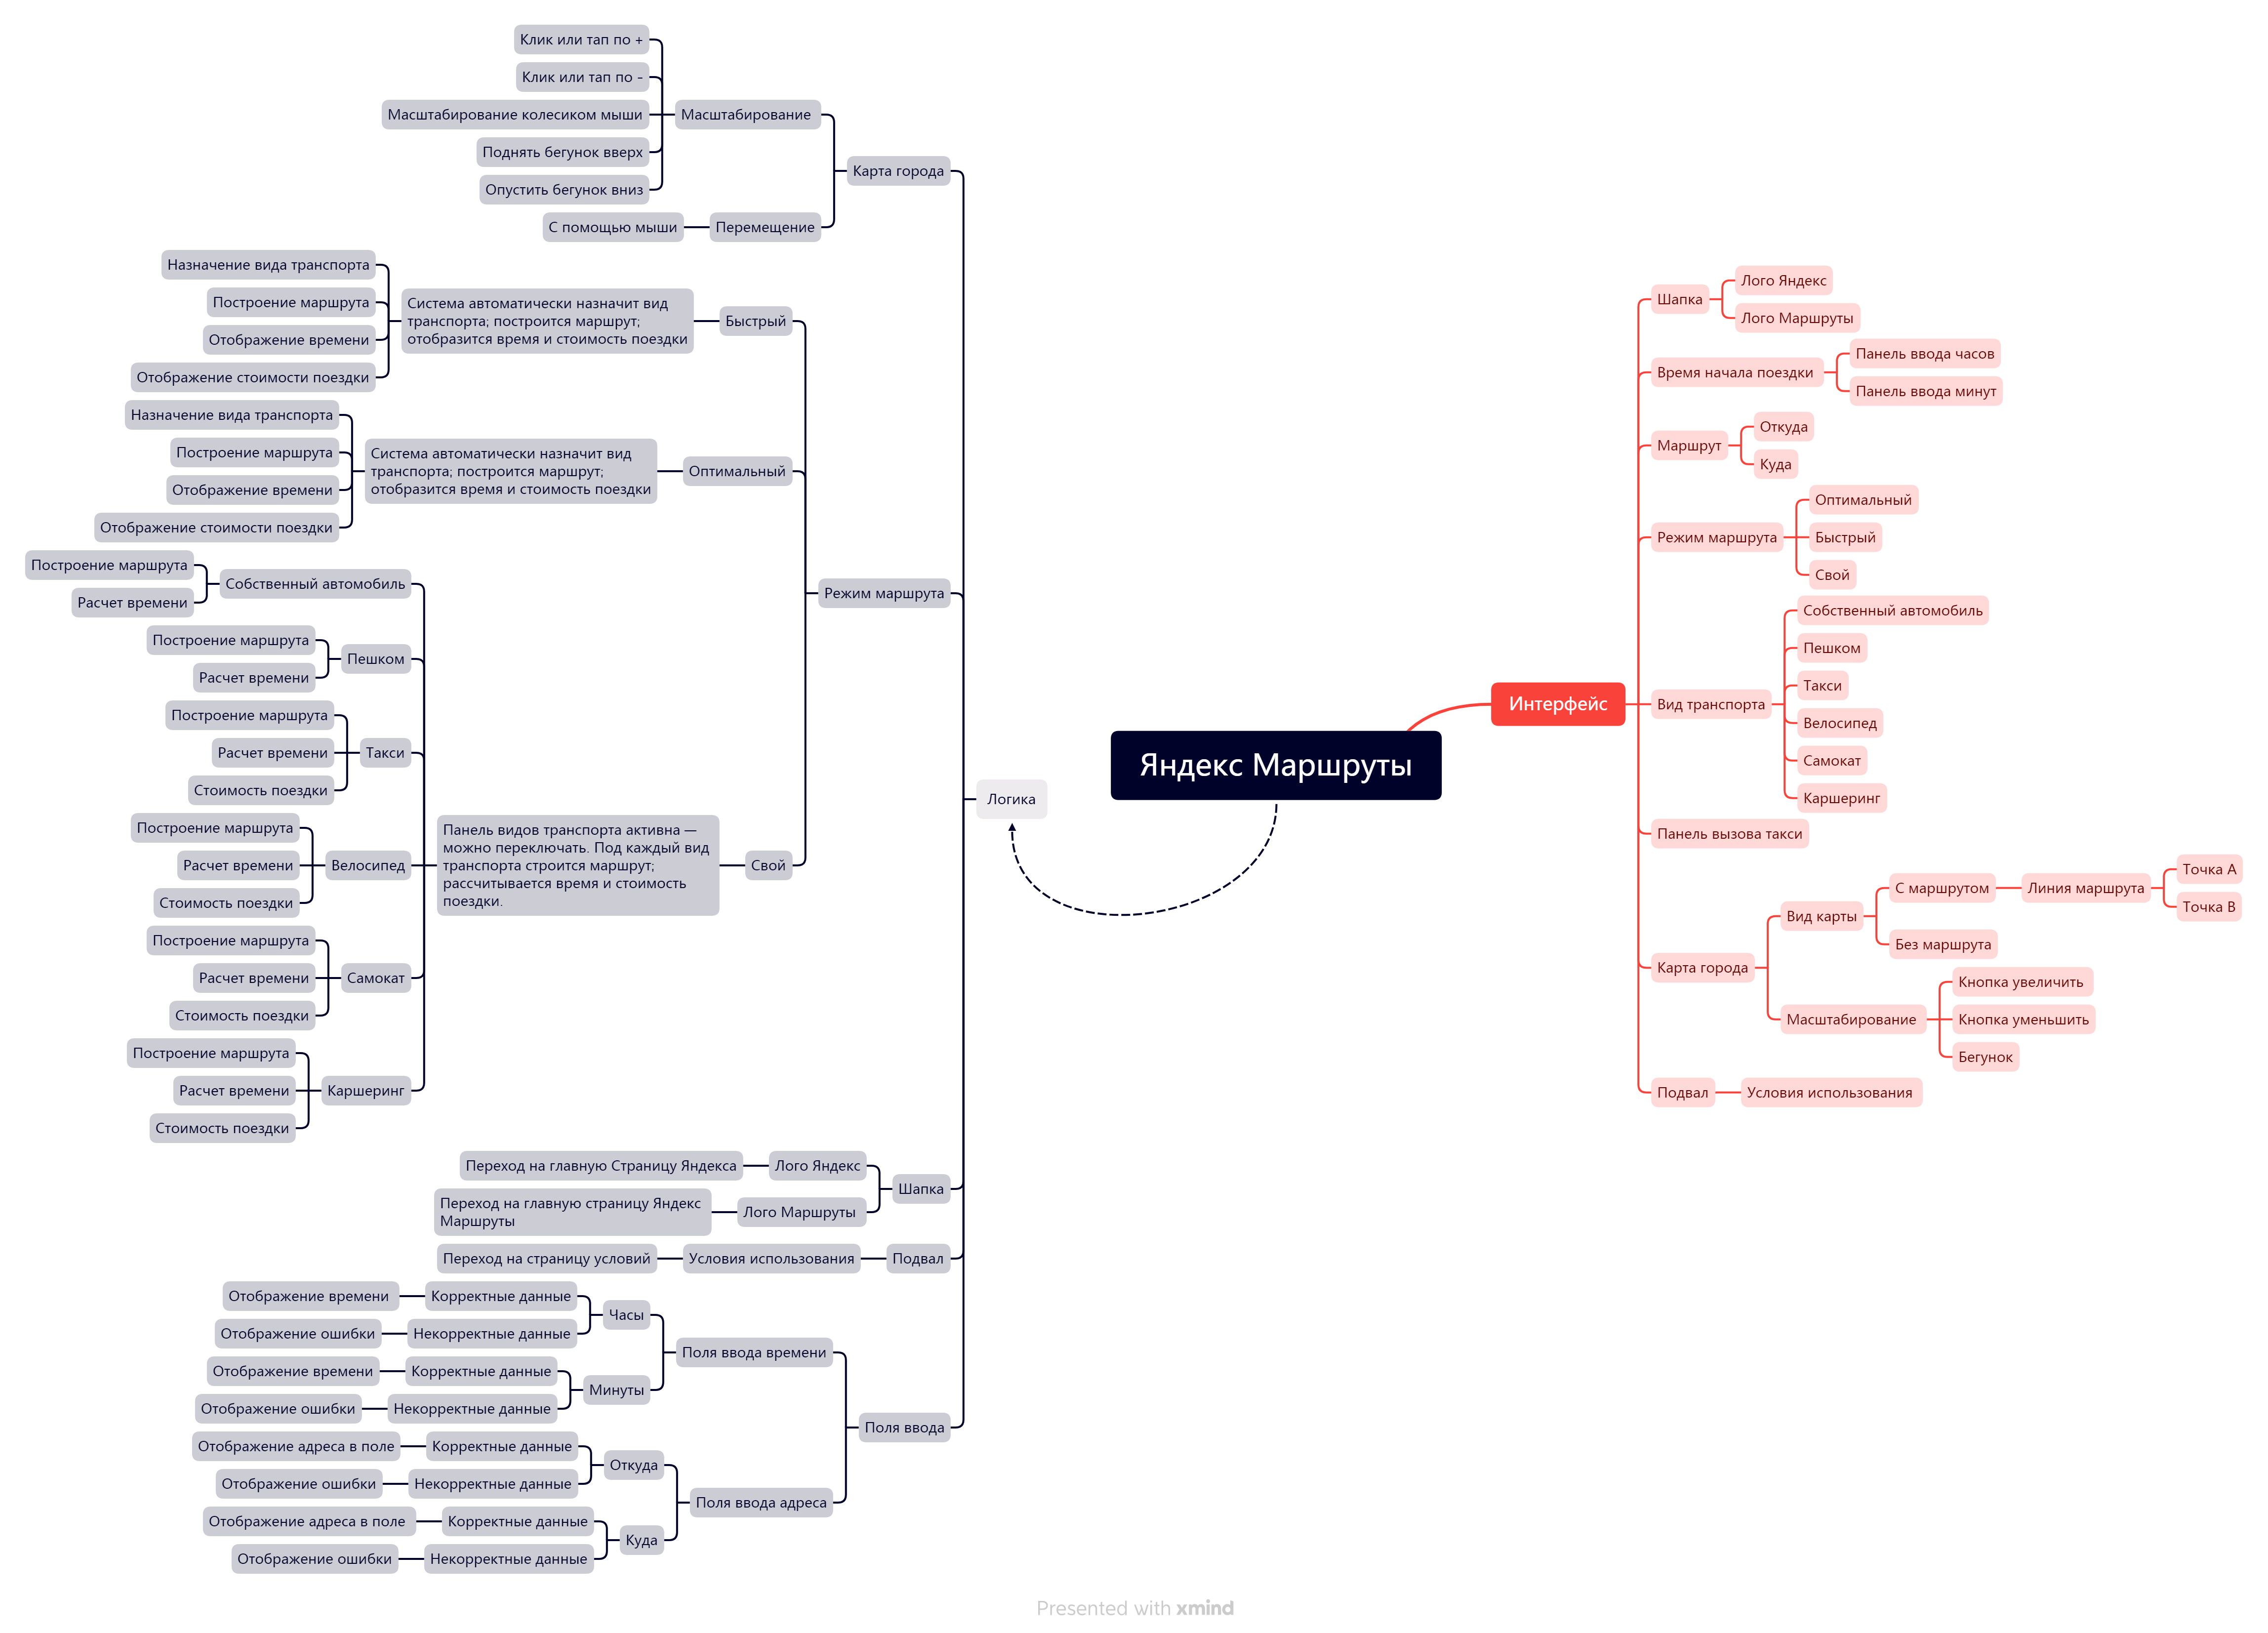 Яндекс Маршруты
Интерфейс
Шапка
Лого Яндекс
Лого Маршруты
Время начала поездки
Панель ввода часов
Панель ввода минут
Маршрут
Откуда
Куда
Режим маршрута
Оптимальный
Быстрый
Свой
Вид транспорта
Собственный автомобиль
Пешком
Такси
Велосипед
Самокат
Каршеринг
Панель вызова такси
Карта города
Вид карты
С маршрутом
Линия маршрута
Точка А
Точка В
Без маршрута
Масштабирование
Кнопка увеличить
Кнопка уменьшить
Бегунок
Подвал
Условия использования
Логика
Карта города
Масштабирование
Клик или тап по +
Клик или тап по -
Масштабирование колесиком мыши
Поднять бегунок вверх
Опустить бегунок вниз
Перемещение
С помощью мыши
Режим маршрута
Быстрый
Система автоматически назначит вид
транспорта; построится маршрут;
отобразится время и стоимость поездки
Назначение вида транспорта
Построение маршрута
Отображение времени
Отображение стоимости поездки
Оптимальный
Система автоматически назначит вид
транспорта; построится маршрут;
отобразится время и стоимость поездки
Назначение вида транспорта
Построение маршрута
Отображение времени
Отображение стоимости поездки
Свой
Панель видов транспорта активна —
можно переключать. Под каждый вид
транспорта строится маршрут;
рассчитывается время и стоимость
поездки.
Собственный автомобиль
Построение маршрута
Расчет времени
Пешком
Построение маршрута
Расчет времени
Такси
Построение маршрута
Расчет времени
Стоимость поездки
Велосипед
Построение маршрута
Расчет времени
Стоимость поездки
Самокат
Построение маршрута
Расчет времени
Стоимость поездки
Каршеринг
Построение маршрута
Расчет времени
Стоимость поездки
Шапка
Лого Яндекс
Переход на главную Страницу Яндекса
Лого Маршруты
Переход на главную страницу Яндекс
Маршруты
Подвал
Условия использования
Переход на страницу условий
Поля ввода
Поля ввода времени
Часы
Корректные данные
Отображение времени
Некорректные данные
Отображение ошибки
Минуты
Корректные данные
Отображение времени
Некорректные данные
Отображение ошибки
Поля ввода адреса
Откуда
Корректные данные
Отображение адреса в поле
Некорректные данные
Отображение ошибки
Куда
Корректные данные
Отображение адреса в поле
Некорректные данные
Отображение ошибки
Presented with xmind